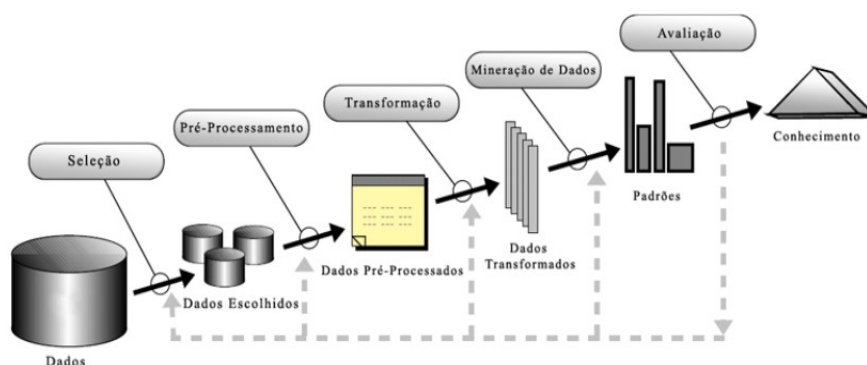 Avaliação
Mineração de Dados
Transformação
Pré-Processamento
Seleção
Conhecimento
Padrões
Dados
Transformados
Dados Pré-Processados
Dados Escolhidos
Dados